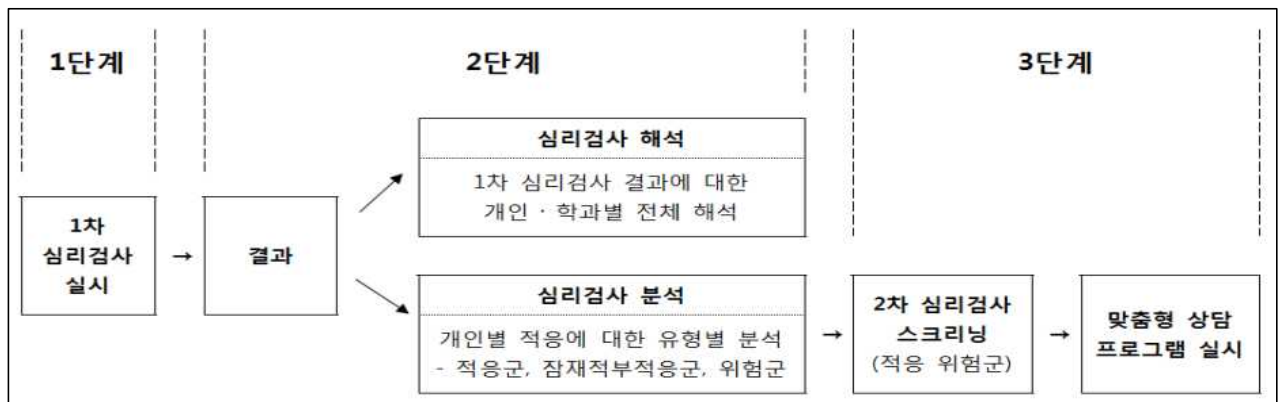 1단계
2단계
3단계
1차
심리검사
실시
→
결과
심리검사 해석
1차 심리검사 결과에 대한
개인 · 학과별 전체 해석
심리검사 분석
개인별 적응에 대한 유형별 분석
- 적응군, 잠재적부적응군, 위험군
→
2차 심리검사
스크리닝
(적응 위험군)
→
맞춤형 상담
프로그램 실시